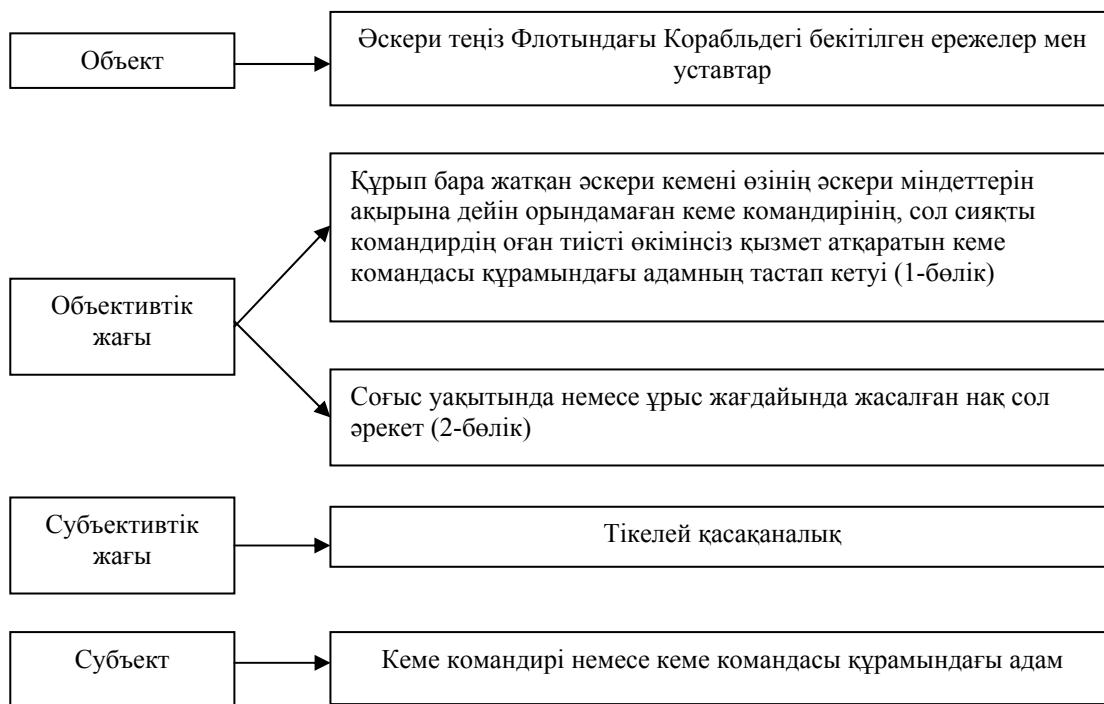 Объект
Әскери теңіз Флотындағы Корабльдегі бекітілген ережелер мен
уставтар
Объективтік
жағы
Құрып бара жатқан әскери кемені өзінің әскери міндеттерін
ақырына дейін орындамаған кеме командирінің, сол сияқты
командирдің оған тиісті өкімінсіз қызмет атқаратын кеме
командасы құрамындағы адамның тастап кетуі (1-бөлік)
Соғыс уақытында немесе ұрыс жағдайында жасалған нақ сол
әрекет (2-бөлік)
Субъективтік
жағы
Тікелей қасақаналық
Субъект
Кеме командирі немесе кеме командасы құрамындағы адам